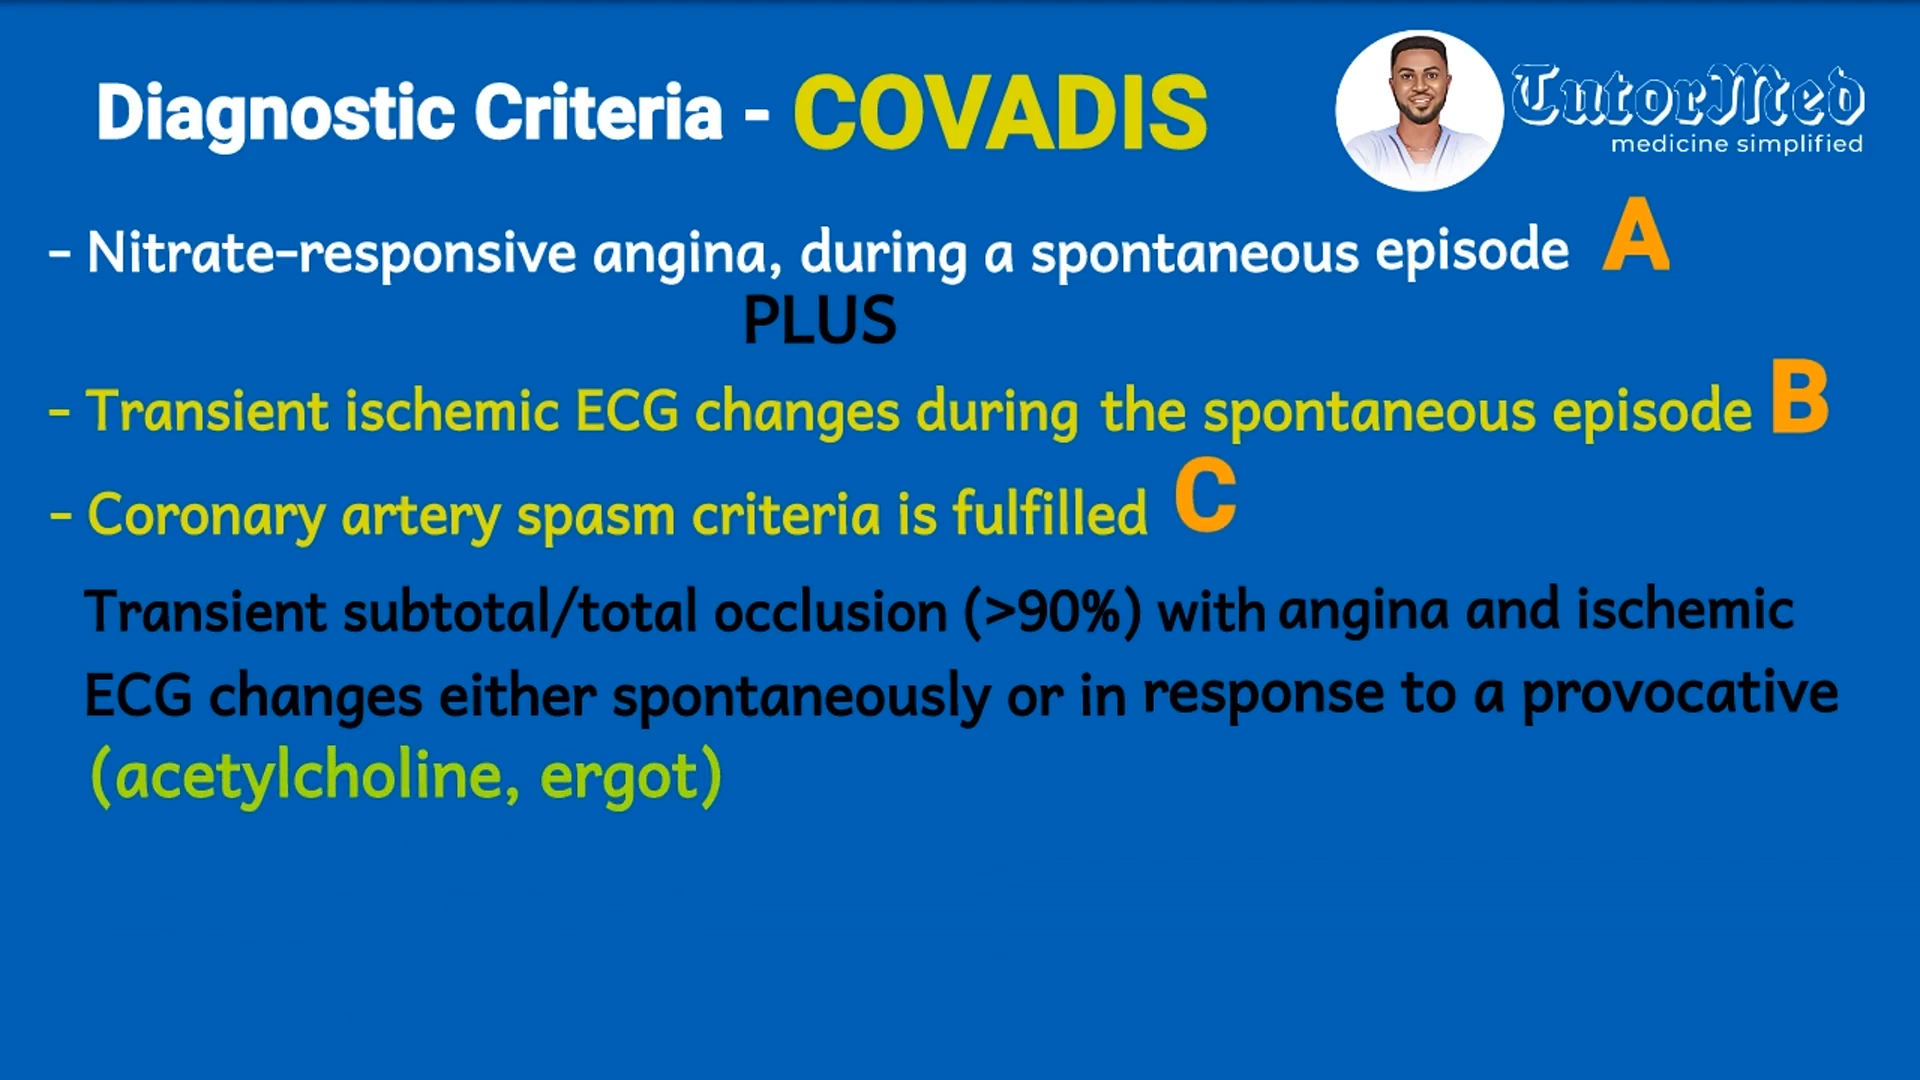 Diagnostic Criteria - COVADIS
TutorMed
medicine simplified
- Nitrate-responsive angina, during a spontaneous episode A
PLUS
- Transient ischemic ECG changes during the spontaneous episode B
- Coronary artery spasm criteria is fulfilled C
Transient subtotal/total occlusion (>90%) with angina and ischemic
ECG changes either spontaneously or in response to a provocative
(acetylcholine, ergot)